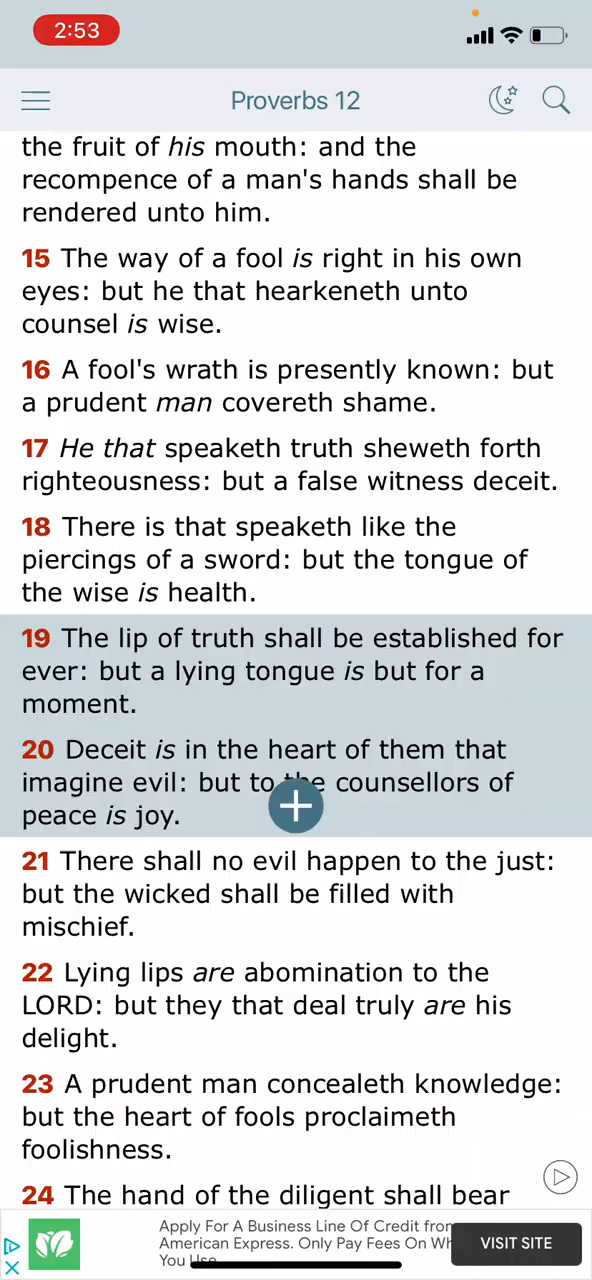 2:53
Proverbs 12
the fruit of his mouth: and the
recompence of a man's hands shall be
rendered unto him.
15 The way of a fool is right in his own
eyes: but he that hearkeneth unto
counsel is wise.
16 A fool's wrath is presently known: but
a prudent man covereth shame.
17 He that speaketh truth sheweth forth
righteousness: but a false witness deceit.
18 There is that speaketh like the
piercings of a sword: but the tongue of
the wise is health.
19 The lip of truth shall be established for
ever: but a lying tongue is but for a
moment.
20 Deceit is in the heart of them that
imagine evil: but to the counsellors of
peace is joy.
21 There shall no evil happen to the just:
but the wicked shall be filled with
mischief.
22 Lying lips are abomination to the
LORD: but they that deal truly are his
delight.
23 A prudent man concealeth knowledge:
but the heart of fools proclaimeth
foolishness.
24 The hand of the diligent shall bear
Apply For A Business Line Of Credit from
American Express. Only Pay Fees On Wh
You Use
VISIT SITE